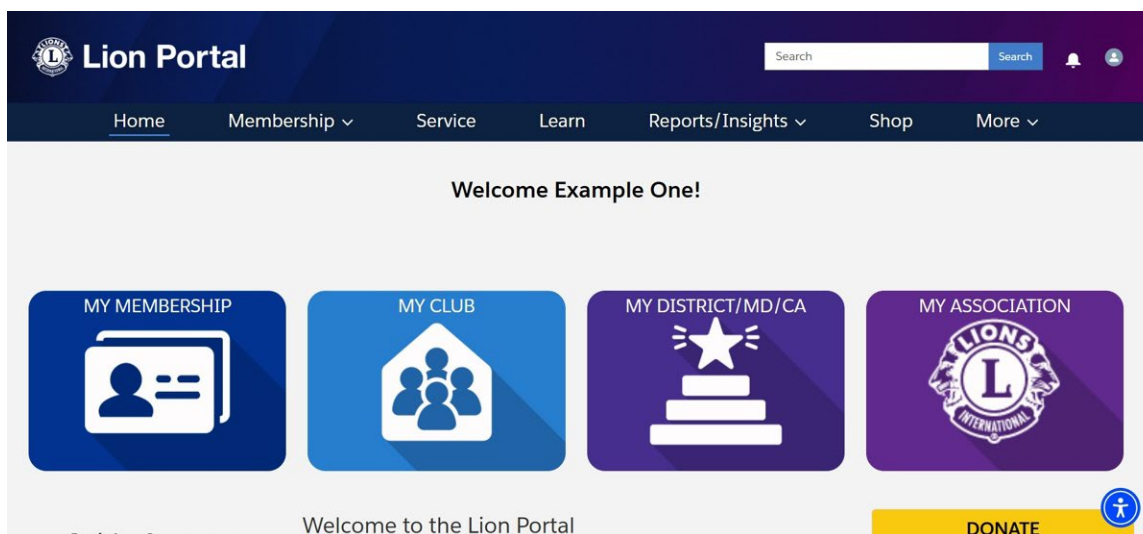 Lion Portal
Search Search
Home Membership Service Learn Reports/Insights Shop More
Welcome Example One!
MY MEMBERSHIP MY CLUB MY DISTRICT/MD/CA MY ASSOCIATION
LIONS
L
INTERNATIONAL
Welcome to the Lion Portal
DONATE